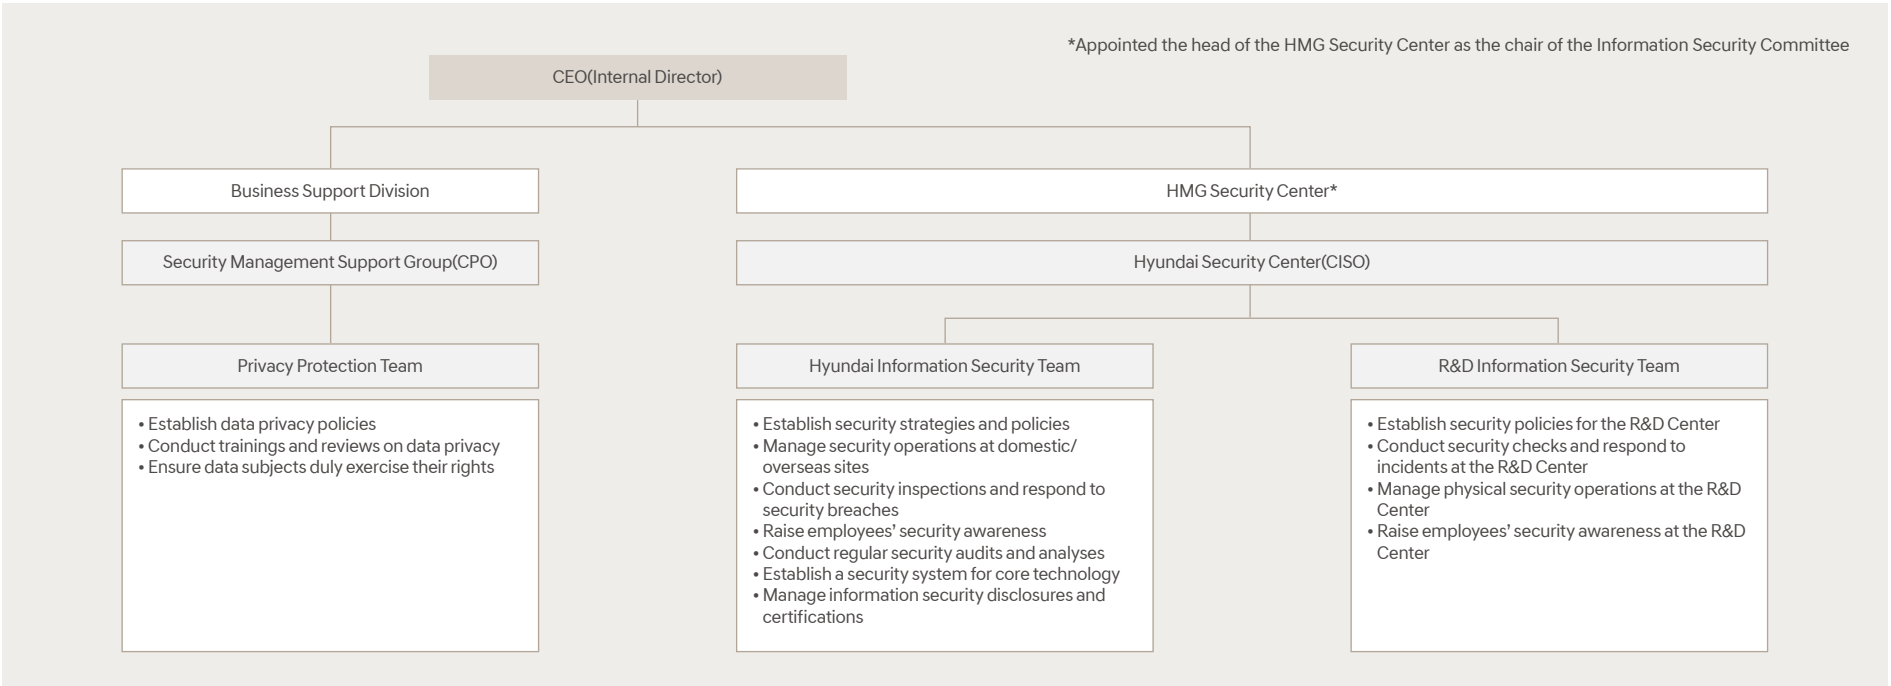 *Appointed the head of the HMG Security Center as the chair of the Information Security Committee
CEO(Internal Director)
Business Support Division
HMG Security Center*
Security Management Support Group(CPO)
Hyundai Security Center(CISO)
Privacy Protection Team
Hyundai Information Security Team
R&D Information Security Team
• Establish data privacy policies
• Conduct trainings and reviews on data privacy
• Ensure data subjects duly exercise their rights
• Establish security strategies and policies
• Manage security operations at domestic/
overseas sites
• Conduct security inspections and respond to
security breaches
• Raise employees’ security awareness
• Conduct regular security audits and analyses
• Establish a security system for core technology
• Manage information security disclosures and
certifications
• Establish security policies for the R&D Center
• Conduct security checks and respond to
incidents at the R&D Center
• Manage physical security operations at the R&D
Center
• Raise employees’ security awareness at the R&D
Center